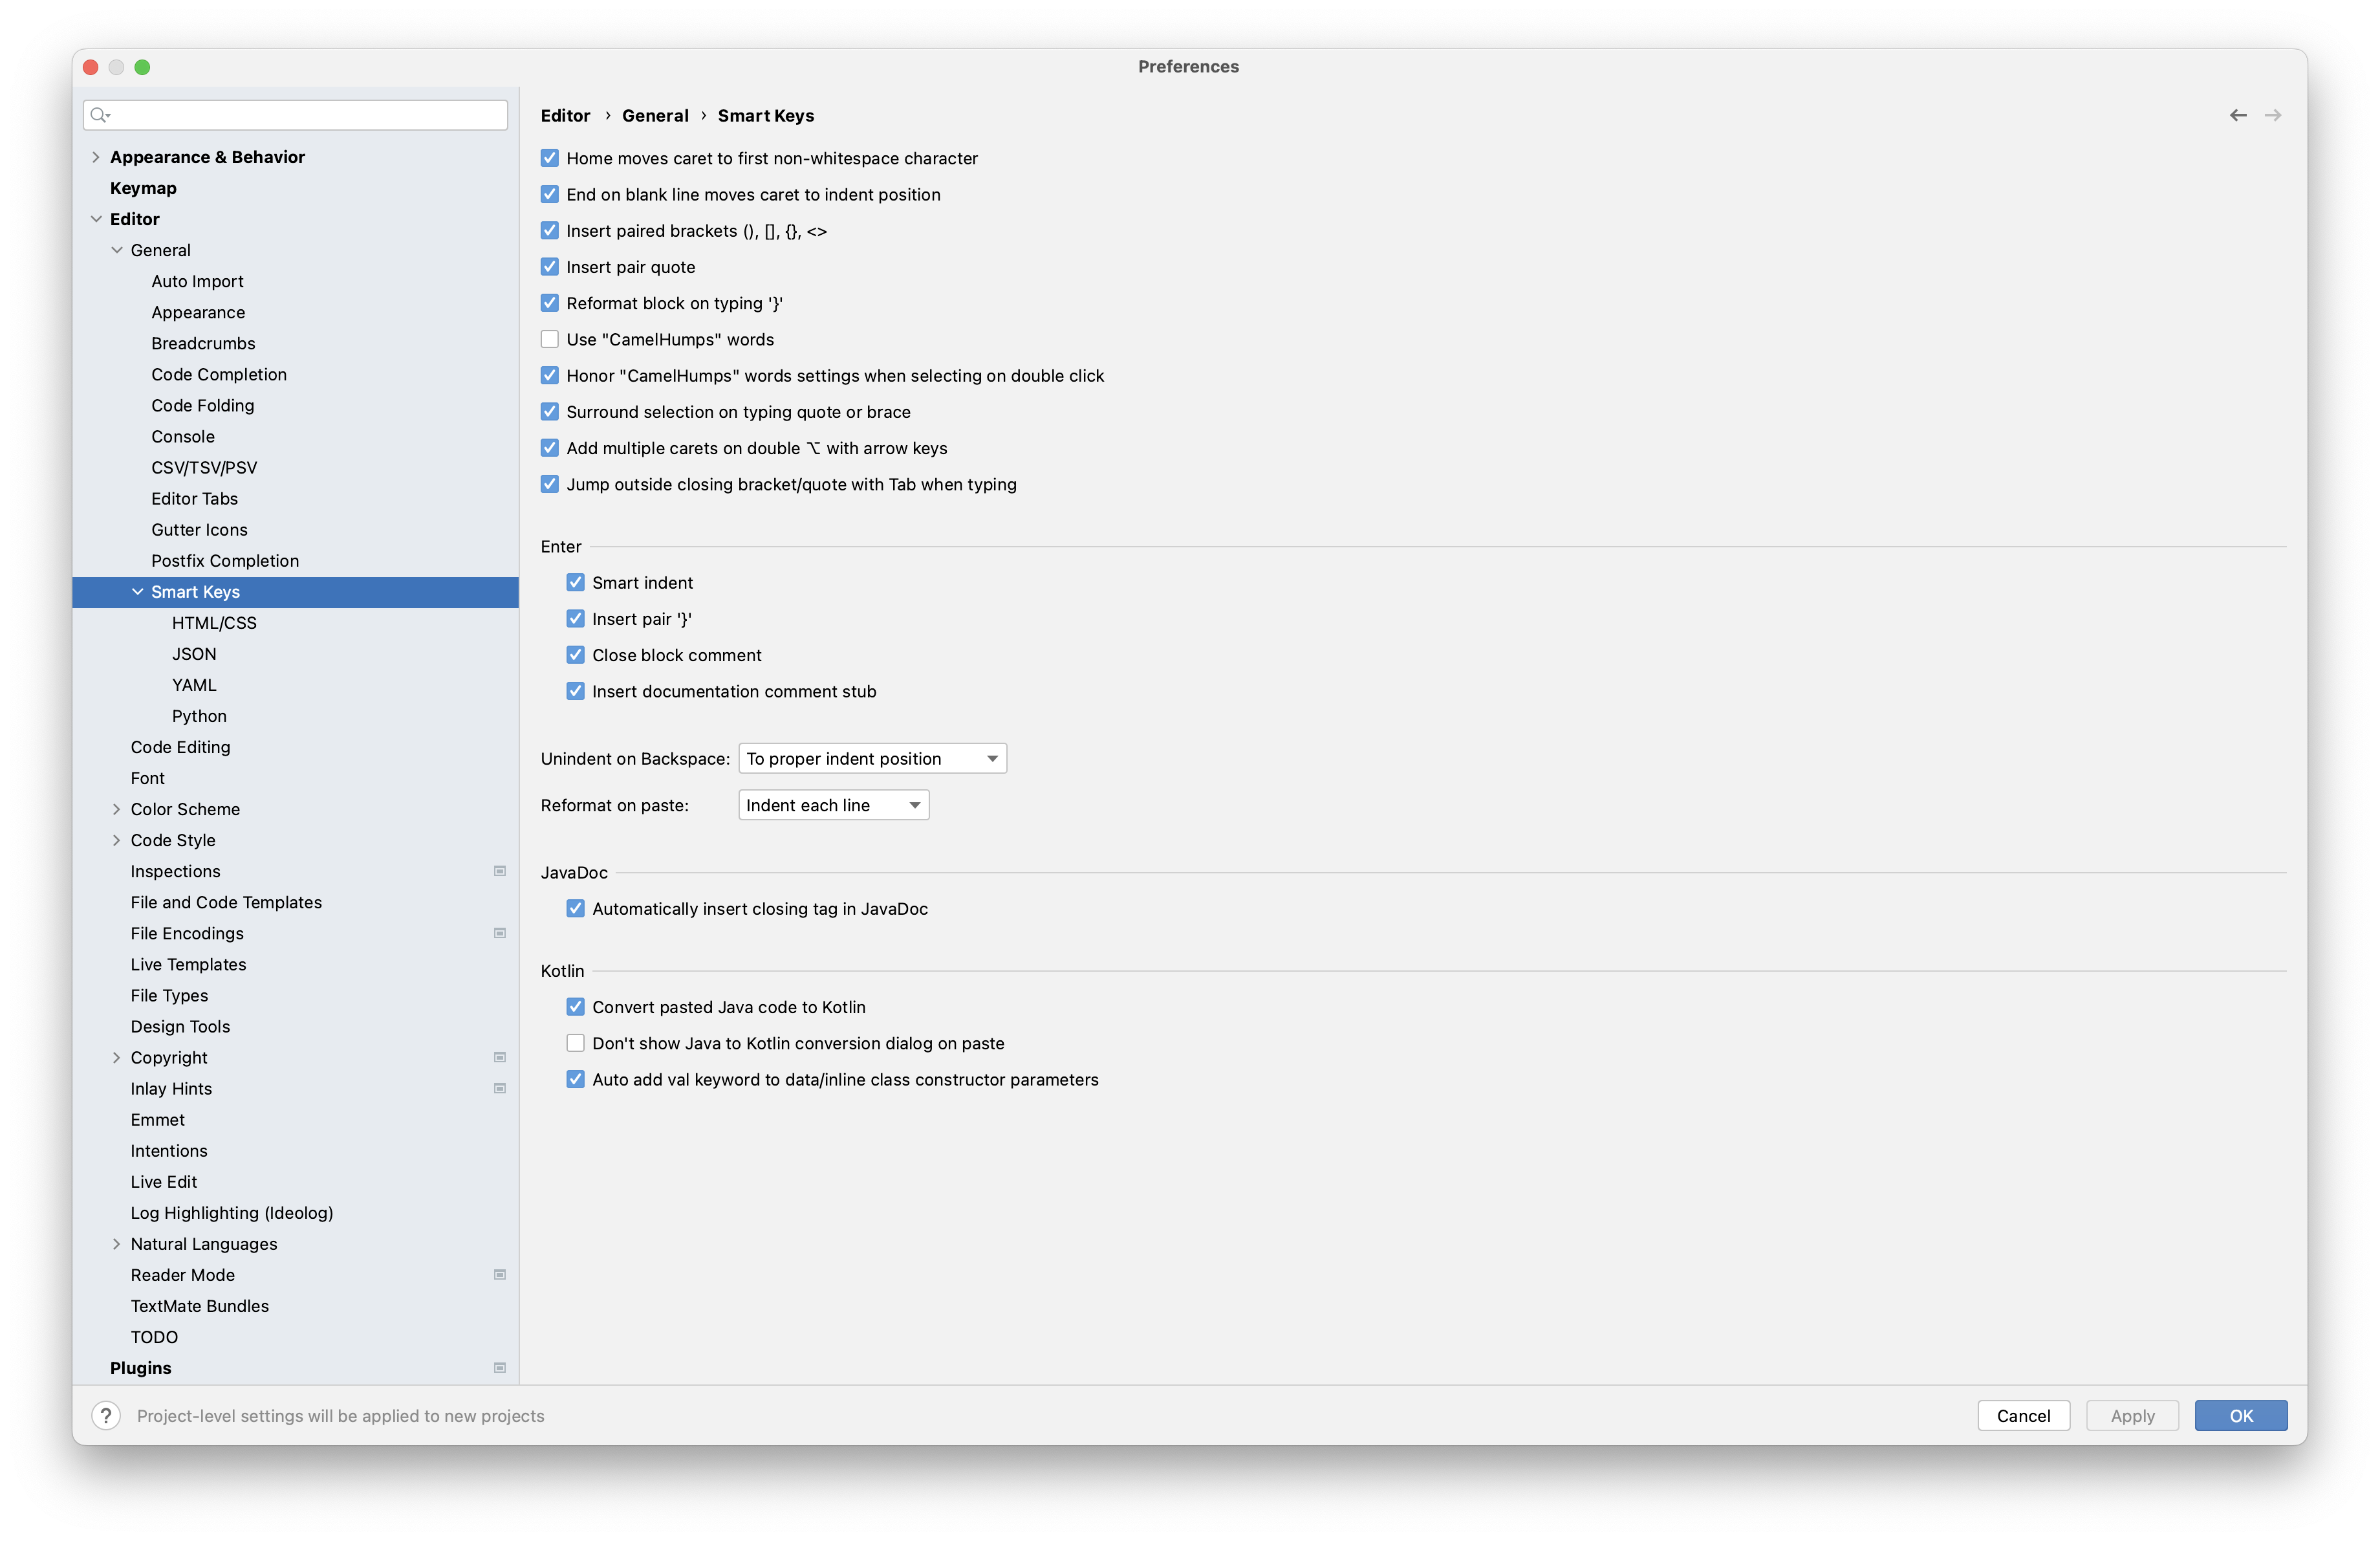 Preferences
Appearance & Behavior
Keymap
Editor
General
Auto Import
Appearance
Breadcrumbs
Code Completion
Code Folding
Console
CSV/TSV/PSV
Editor Tabs
Gutter Icons
Postfix Completion
Smart Keys
HTML/CSS
JSON
YAML
Python
Code Editing
Font
Color Scheme
Code Style
Inspections
File and Code Templates
File Encodings
Live Templates
File Types
Design Tools
Copyright
Inlay Hints
Emmet
Intentions
Live Edit
Log Highlighting (Ideolog)
Natural Languages
Reader Mode
TextMate Bundles
TODO
Plugins
Editor › General › Smart Keys
Home moves caret to first non-whitespace character
End on blank line moves caret to indent position
Insert paired brackets (), [], {}, <>
Insert pair quote
Reformat block on typing '}'
Use "CamelHumps" words
Honor "CamelHumps" words settings when selecting on double click
Surround selection on typing quote or brace
Add multiple carets on double ⌥ with arrow keys
Jump outside closing bracket/quote with Tab when typing
Enter
Smart indent
Insert pair '}'
Close block comment
Insert documentation comment stub
Unindent on Backspace: To proper indent position
Reformat on paste: Indent each line
JavaDoc
Automatically insert closing tag in JavaDoc
Kotlin
Convert pasted Java code to Kotlin
Don't show Java to Kotlin conversion dialog on paste
Auto add val keyword to data/inline class constructor parameters
? Project-level settings will be applied to new projects
Cancel Apply OK